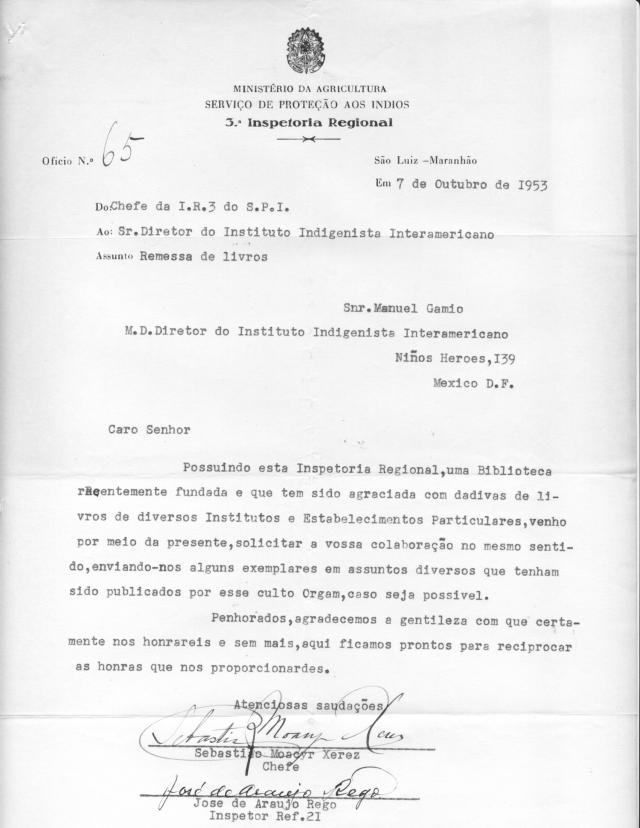 MINISTÉRIO DA AGRICULTURA
SERVIÇO DE PROTEÇÃO AOS INDIOS
3.ª Inspetoria Regional
Oficio N.º 65
São Luiz –Maranhão
Em 7 de Outubro de 1953
Do:Chefe da I.R.3 do S.P.I.
Ao: Sr.Diretor do Instituto Indigenista Interamericano
Assunto Remessa de livros
Snr.Manuel Gamio
M.D.Diretor do Instituto Indigenista Interamericano
Niños Heroes,I39
Mexico D.F.
Caro Senhor
Possuindo esta Inspetoria Regional,uma Biblioteca
recentemente fundada e que tem sido agraciada com dadivas de li-
vros de diversos Institutos e Estabelecimentos Particulares,venho
por meio da presente,solicitar a vossa colaboração no mesmo senti-
do,enviando-nos alguns exemplares em assuntos diversos que tenham
sido publicados por esse culto Orgam,caso seja possivel.
Penhorados,agradecemos a gentileza com que certa-
mente nos honrareis e sem mais,aqui ficamos prontos para reciprocar
as honras que nos proporcionardes.
Atenciosas saudações
Sebastião Moacyr Xerez
Sebastião Moacyr Xerez
Chefe
José de Araujo Rego
Jose de Araujo Rego
Inspetor Ref.2I